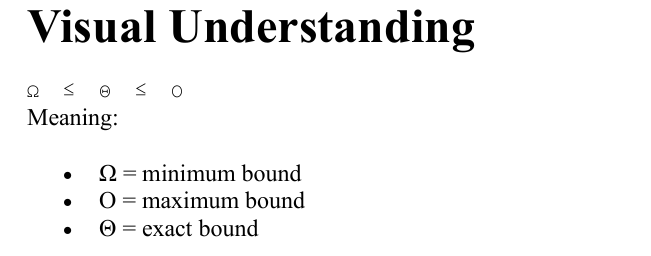 Visual Understanding
Ω ≤ Θ ≤ O
Meaning:
• Ω = minimum bound
• O = maximum bound
• Θ = exact bound